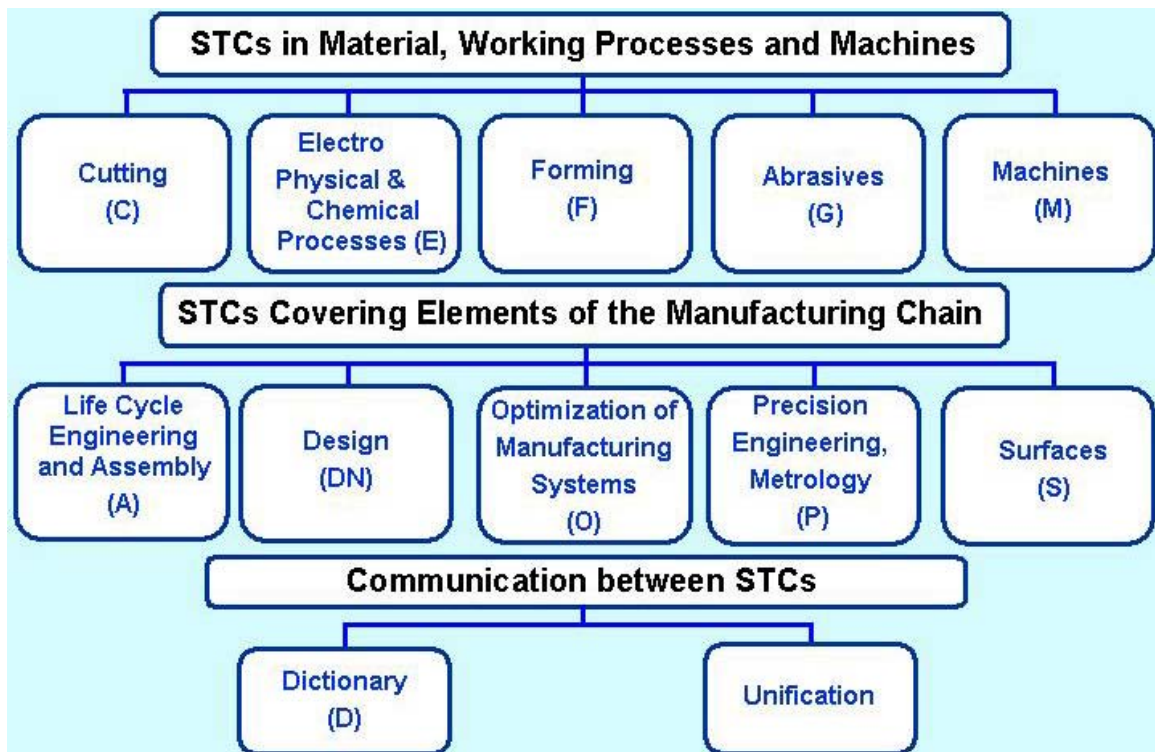 STCs in Material, Working Processes and Machines
Cutting
(C)
Electro
Physical &
Chemical
Processes (E)
Forming
(F)
Abrasives
(G)
Machines
(M)
STCs Covering Elements of the Manufacturing Chain
Life Cycle
Engineering
and Assembly
(A)
Design
(DN)
Optimization of
Manufacturing
Systems
(O)
Precision
Engineering,
Metrology
(P)
Surfaces
(S)
Communication between STCs
Dictionary
(D)
Unification